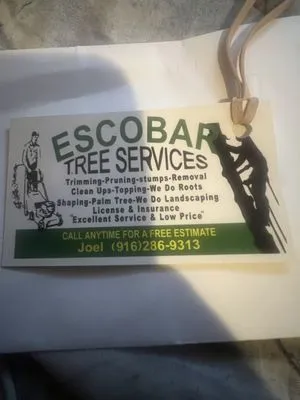 ESCOBAR
TREE SERVICES
Trimming-Pruning-stumps-Removal
Clean Ups-Topping-We Do Roots
Shaping-Palm Tree-We Do Landscaping
License & Insurance
"Excellent Service & Low Price"
CALL ANYTIME FOR A FREE ESTIMATE
Joel (916)286-9313